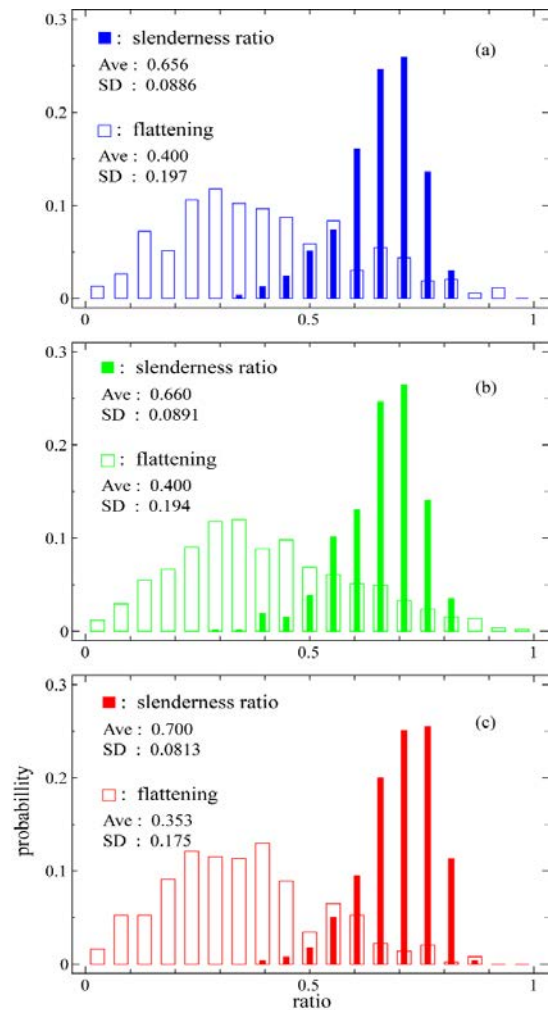 ■ : slenderness ratio
(a)
Ave : 0.656
SD : 0.0886
□ : flattening
Ave : 0.400
SD : 0.197
0.3
0.2
0.1
0
0 0.5 1
■ : slenderness ratio
(b)
Ave : 0.660
SD : 0.0891
□ : flattening
Ave : 0.400
SD : 0.194
0.3
0.2
0.1
0
0 0.5 1
■ : slenderness ratio
(c)
Ave : 0.700
SD : 0.0813
□ : flattening
Ave : 0.353
SD : 0.175
0.3
0.2
0.1
0
probabillity
0 0.5 1
ratio